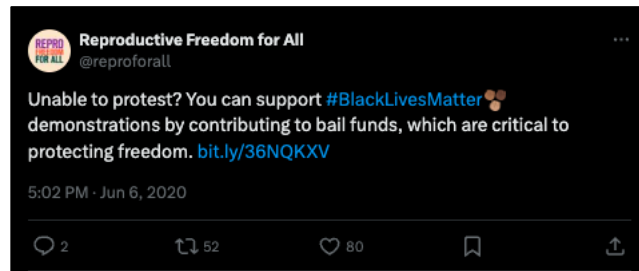 REPRO
FREEDOM
FOR ALL
Reproductive Freedom for All
@reproforall
Unable to protest? You can support #BlackLivesMatter
demonstrations by contributing to bail funds, which are critical to
protecting freedom. bit.ly/36NQKXV
5:02 PM · Jun 6, 2020
2 52 80